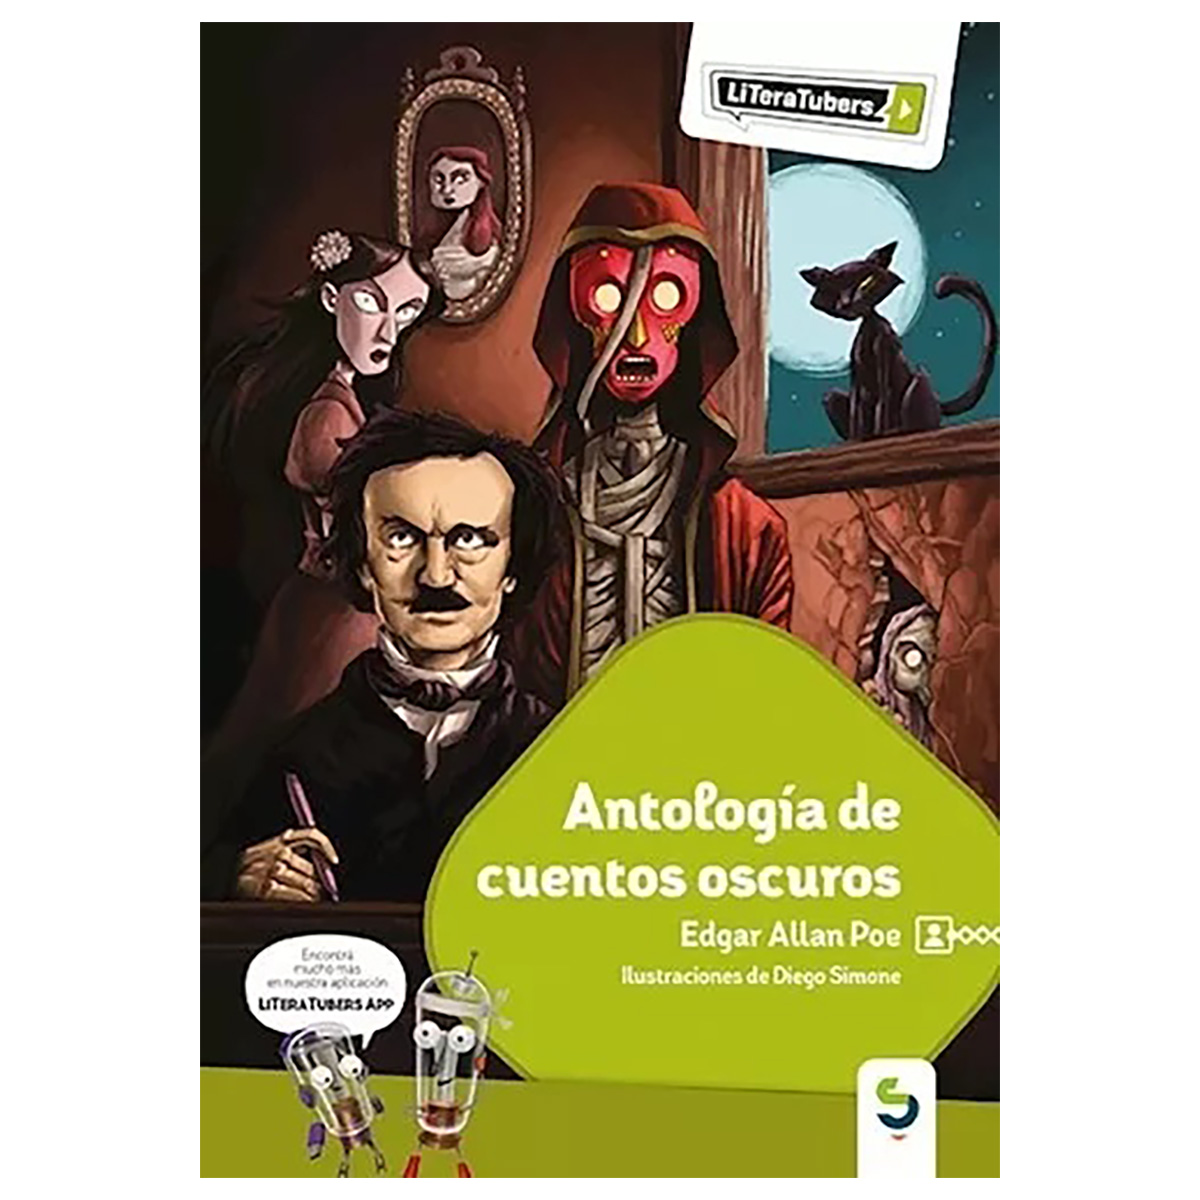 LiTeraTubers
Antología de
cuentos oscuros
Edgar Allan Poe
Ilustraciones de Diego Simone
Encontrá
mucho más
en nuestra aplicación
LITERATUBERS APP